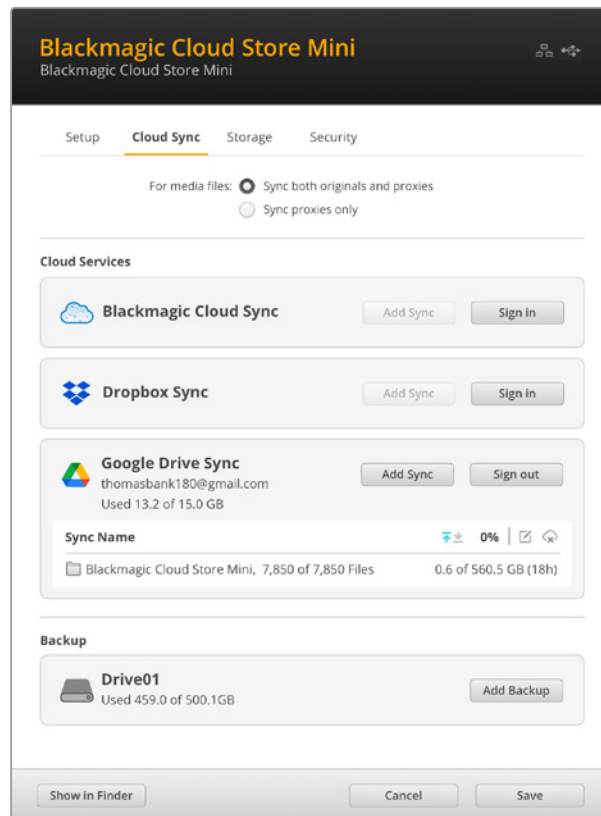 Blackmagic Cloud Store Mini
Blackmagic Cloud Store Mini
Setup Cloud Sync Storage Security
For media files: Sync both originals and proxies
Sync proxies only
Cloud Services
Blackmagic Cloud Sync Add Sync Sign in
Dropbox Sync Add Sync Sign in
Google Drive Sync Add Sync Sign out
thomasbank180@gmail.com
Used 13.2 of 15.0 GB
Sync Name 0%
Blackmagic Cloud Store Mini, 7,850 of 7,850 Files 0.6 of 560.5 GB (18h)
Backup
Drive01
Used 459.0 of 500.1GB Add Backup
Show in Finder Cancel Save